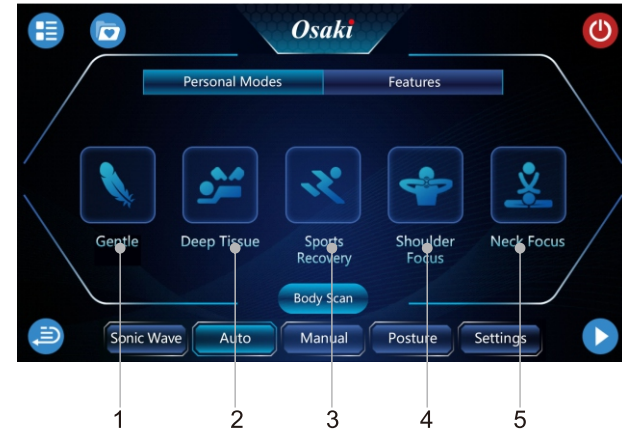 Osaki
Personal Modes Features
Gentle Deep Tissue Sports Recovery Shoulder Focus Neck Focus
Body Scan
Sonic Wave Auto Manual Posture Settings
1 2 3 4 5